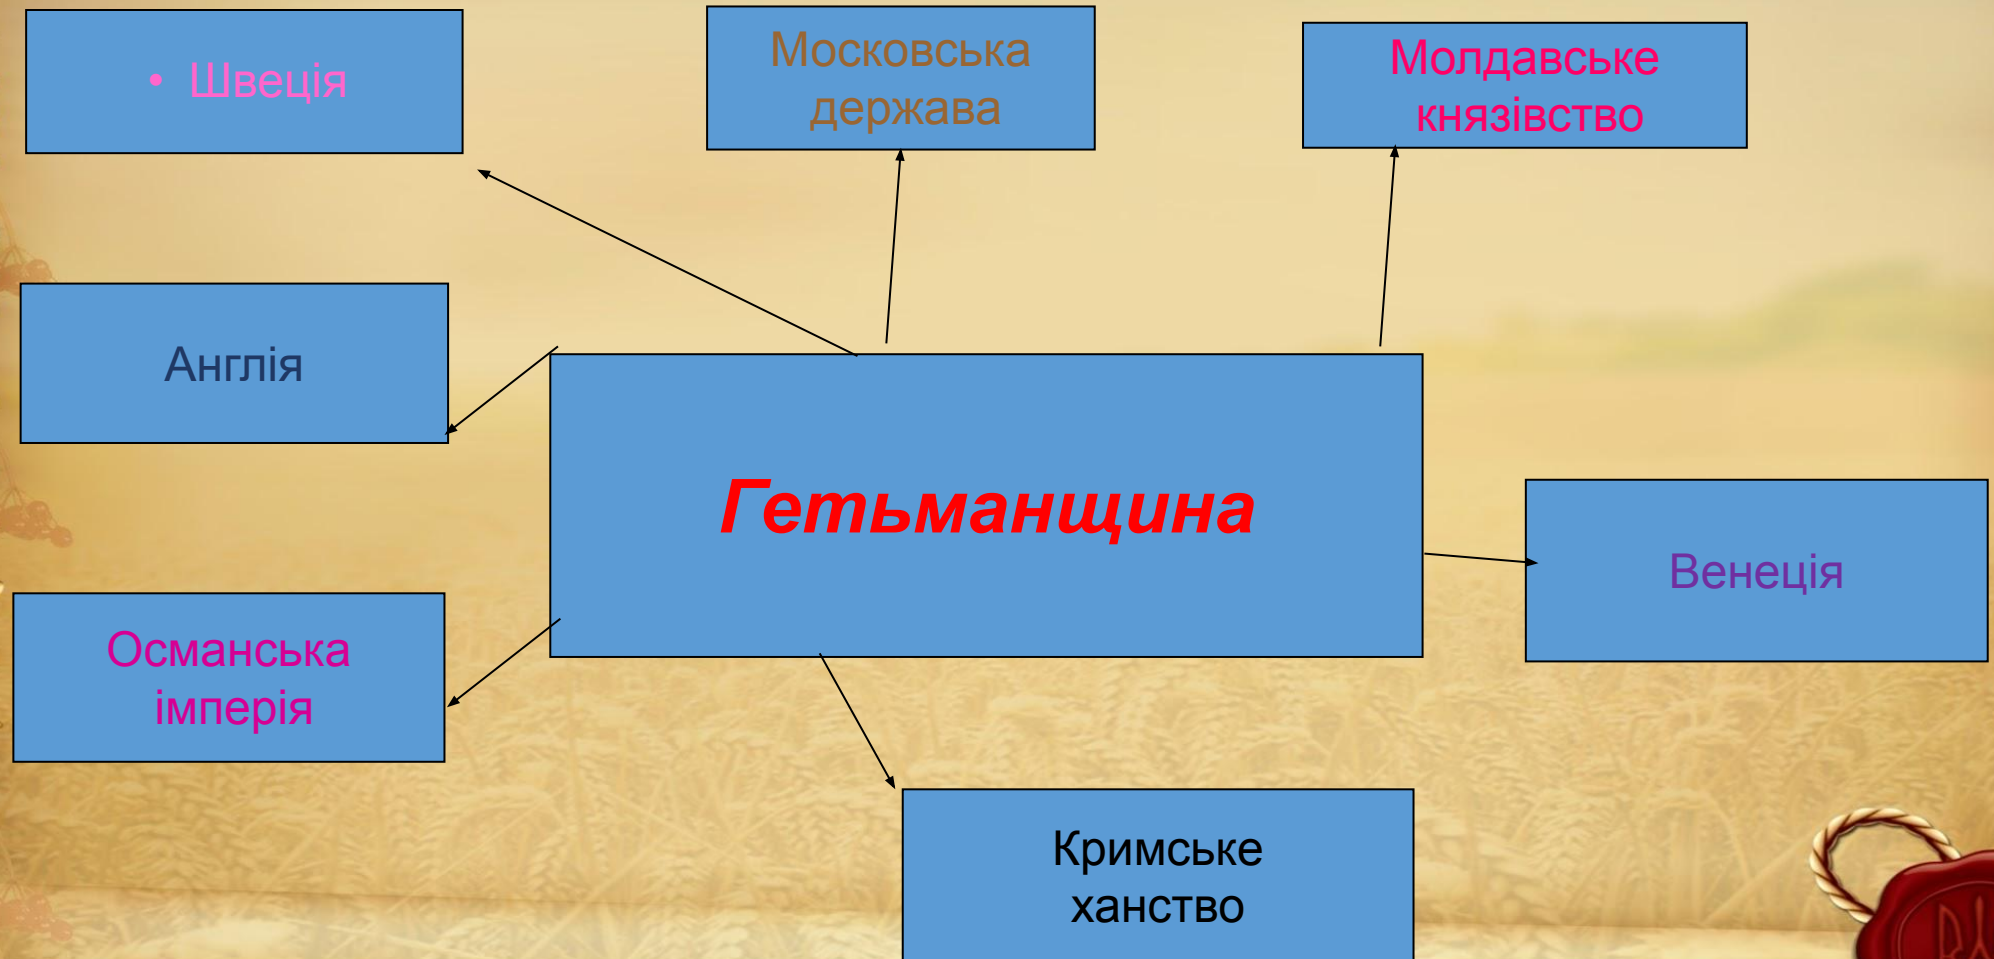 • Швеція
Московська
держава
Молдавське
князівство
Англія
Гетьманщина
Венеція
Османська
імперія
Кримське
ханство